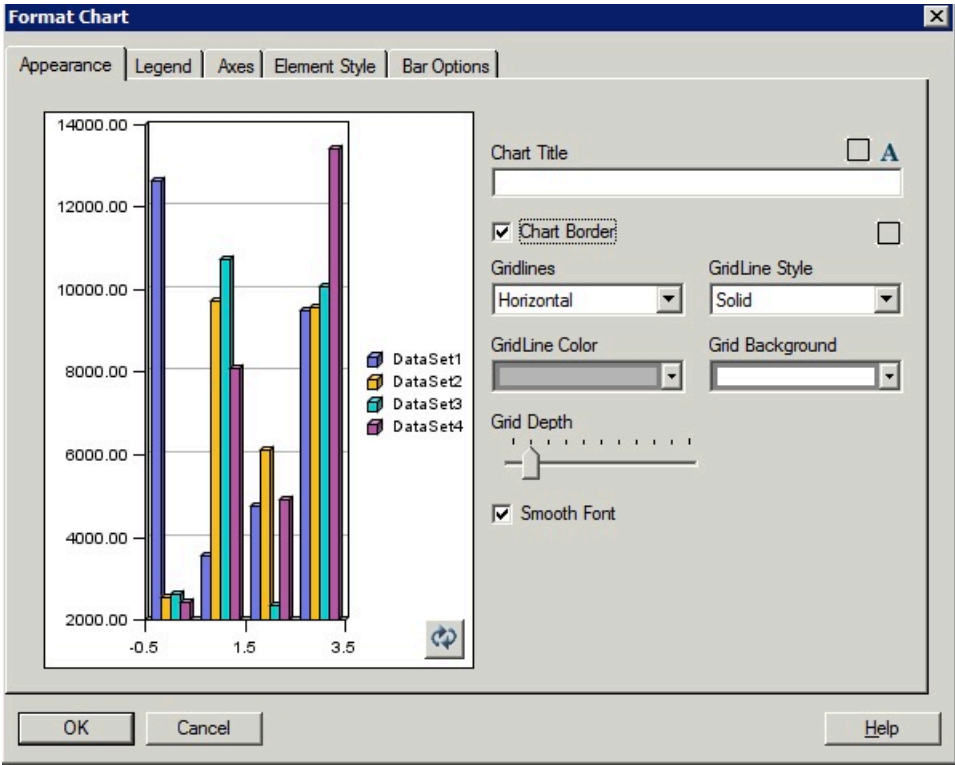 Format Chart
Appearance Legend Axes Element Style Bar Options
14000.00
12000.00
10000.00
8000.00
6000.00
4000.00
2000.00
-0.5 1.5 3.5
DataSet1
DataSet2
DataSet3
DataSet4
Chart Title A
Chart Border
Gridlines GridLine Style
Horizontal Solid
GridLine Color Grid Background
Grid Depth
Smooth Font
OK Cancel Help